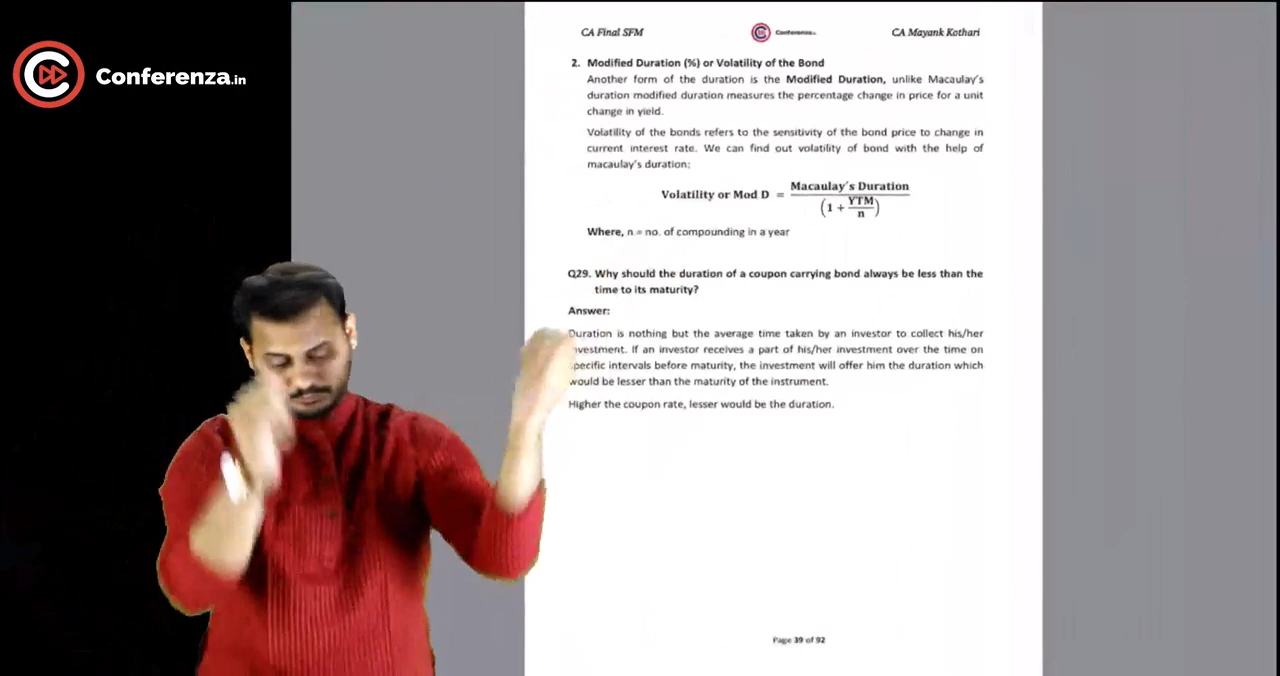 Conferenza.in
CA Final SFM
Conferenza.in
CA Mayank Kothari
2. Modified Duration (%) or Volatility of the Bond
Another form of the duration is the Modified Duration, unlike Macaulay's
duration modified duration measures the percentage change in price for a unit
change in yield.
Volatility of the bonds refers to the sensitivity of the bond price to change in
current interest rate. We can find out volatility of bond with the help of
macaulay's duration:
Volatility or Mod D = Macaulay's Duration
(1 + YTM/n)
Where, n = no. of compounding in a year
Q29. Why should the duration of a coupon carrying bond always be less than the
time to its maturity?
Answer:
Duration is nothing but the average time taken by an investor to collect his/her
investment. If an investor receives a part of his/her investment over the time on
specific intervals before maturity, the investment will offer him the duration which
would be lesser than the maturity of the instrument.
Higher the coupon rate, lesser would be the duration.
Page 39 of 92